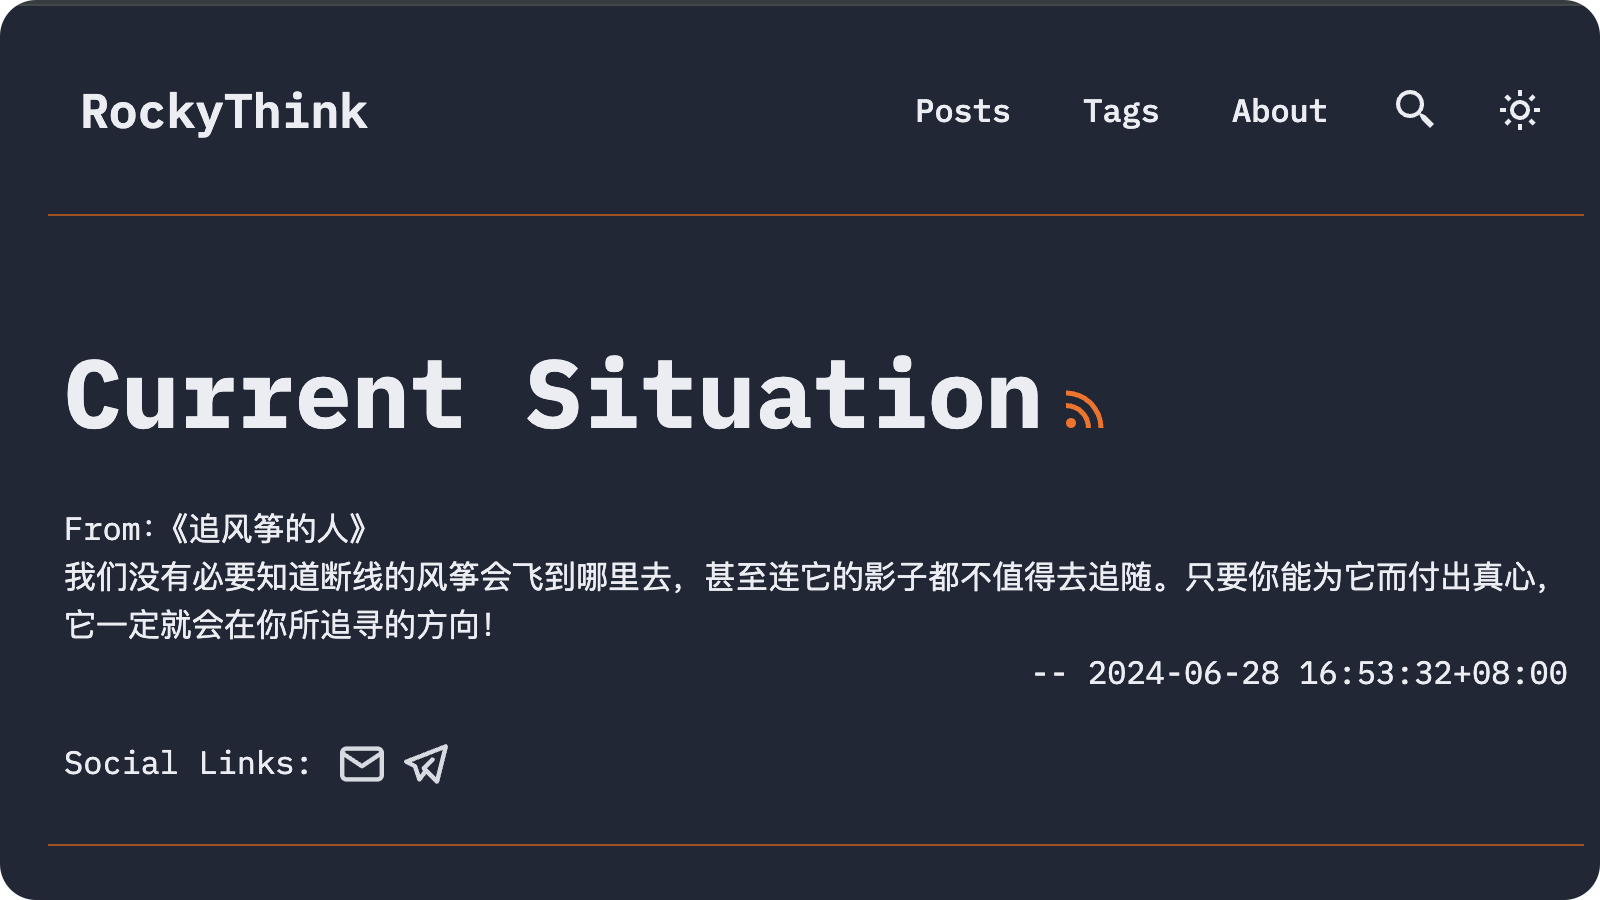 RockyThink
Posts Tags About
Current Situation
From：《追风筝的人》
我们没有必要知道断线的风筝会飞到哪里去，甚至连它的影子都不值得去追随。只要你能为它而付出真心，
它一定就会在你所追寻的方向！
-- 2024-06-28 16:53:32+08:00
Social Links: